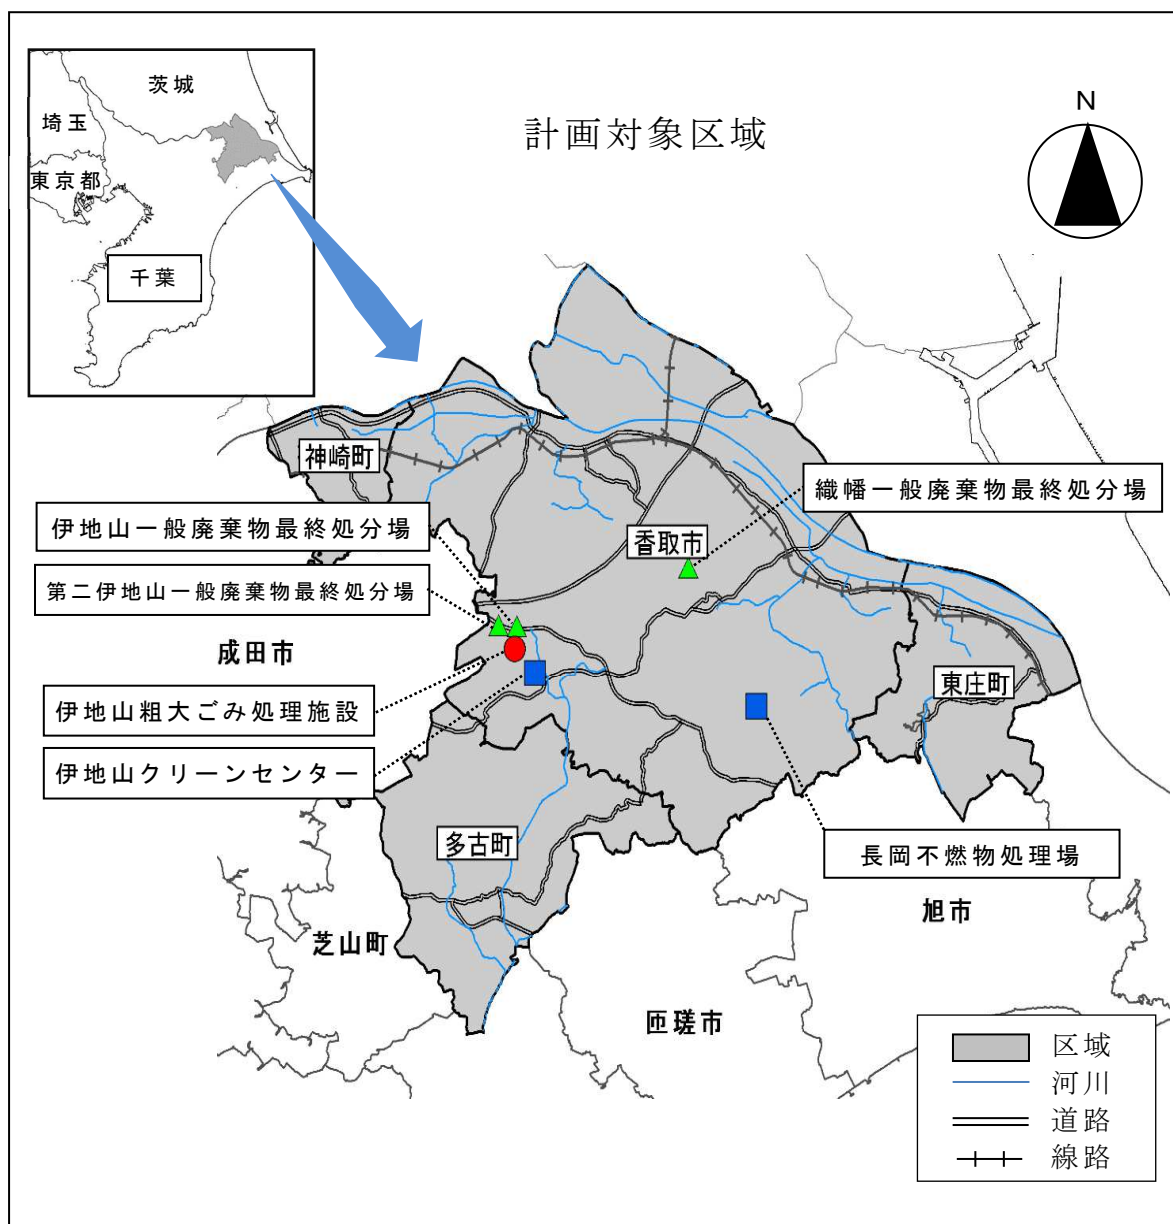 茨城
埼玉
東京都
千葉
計画対象区域
N
神崎町
織幡一般廃棄物最終処分場
伊地山一般廃棄物最終処分場
香取市
第二伊地山一般廃棄物最終処分場
成田市
東庄町
伊地山粗大ごみ処理施設
伊地山クリーンセンター
多古町
長岡不燃物処理場
旭市
芝山町
匝瑳市
区域
河川
道路
線路